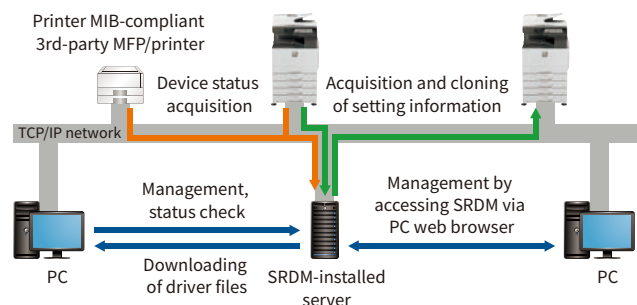 Printer MIB-compliant
3rd-party MFP/printer
Device status
acquisition
Acquisition and cloning
of setting information
TCP/IP network
Management,
status check
Management by
accessing SRDM via
PC web browser
Downloading
of driver files
PC
SRDM-installed
server
PC